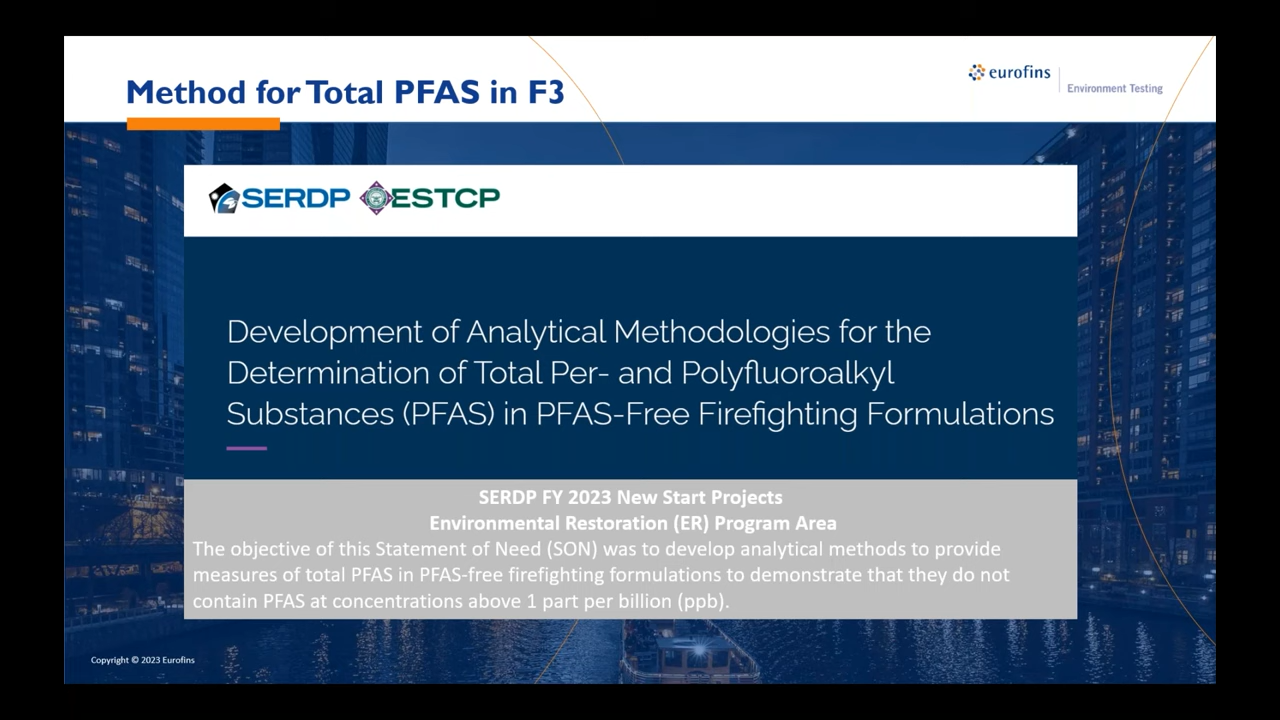 Method for Total PFAS in F3
eurofins
Environment Testing
SERDP ESTCP
Development of Analytical Methodologies for the
Determination of Total Per- and Polyfluoroalkyl
Substances (PFAS) in PFAS-Free Firefighting Formulations
SERDP FY 2023 New Start Projects
Environmental Restoration (ER) Program Area
The objective of this Statement of Need (SON) was to develop analytical methods to provide
measures of total PFAS in PFAS-free firefighting formulations to demonstrate that they do not
contain PFAS at concentrations above 1 part per billion (ppb).
Copyright © 2023 Eurofins